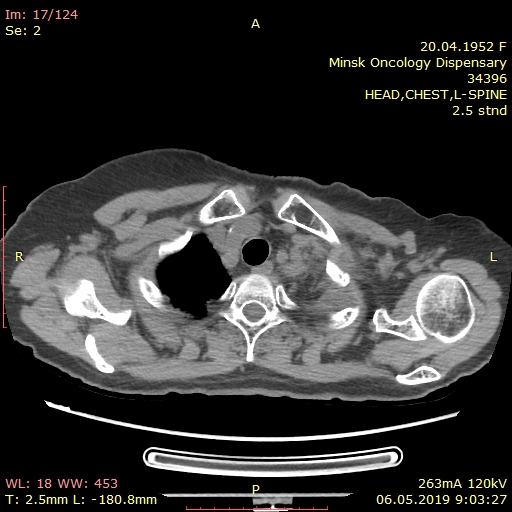 Im: 17/124
Se: 2
A
20.04.1952 F
Minsk Oncology Dispensary
34396
HEAD,CHEST,L-SPINE
2.5 stnd
R
L
WL: 18 WW: 453
T: 2.5mm L: -180.8mm
P
263mA 120kV
06.05.2019 9:03:27